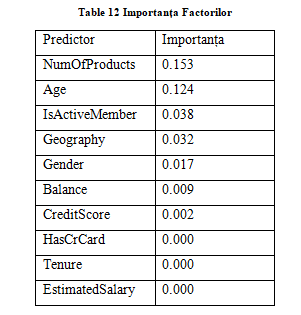 Table 12 Importanța Factorilor
Predictor Importanța
NumOfProducts 0.153
Age 0.124
IsActiveMember 0.038
Geography 0.032
Gender 0.017
Balance 0.009
CreditScore 0.002
HasCrCard 0.000
Tenure 0.000
EstimatedSalary 0.000